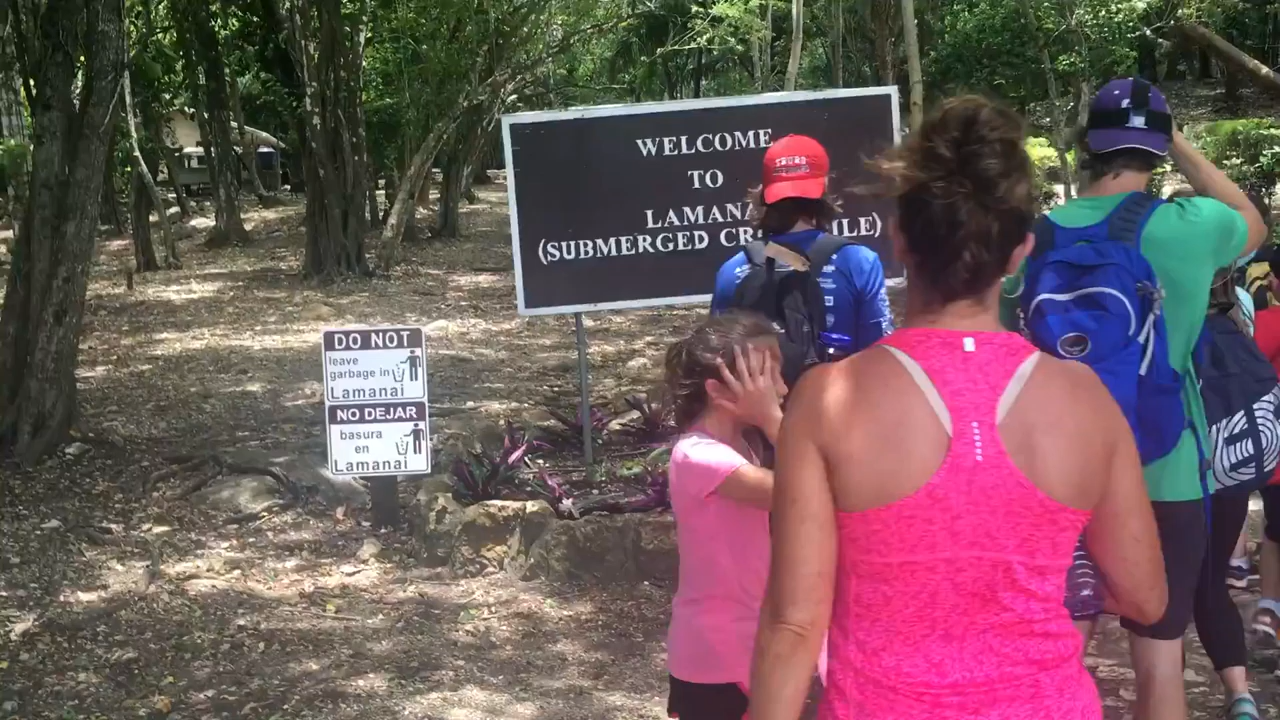 WELCOME
TO
LAMANA
(SUBMERGED CR ILE)
DO NOT
leave
garbage in
Lamanai
NO DEJAR
basura
en
Lamanai